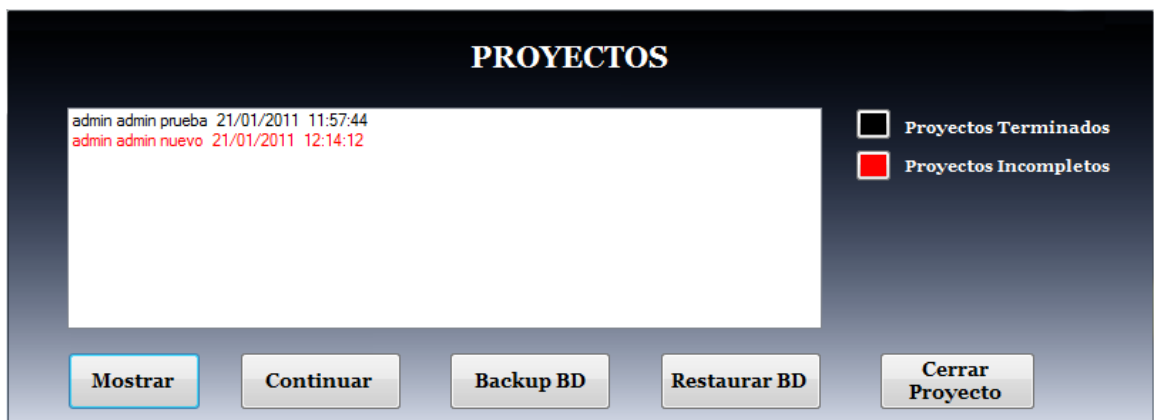 PROYECTOS
admin admin prueba 21/01/2011 11:57:44
admin admin nuevo 21/01/2011 12:14:12
Proyectos Terminados
Proyectos Incompletos
Mostrar
Continuar
Backup BD
Restaurar BD
Cerrar
Proyecto